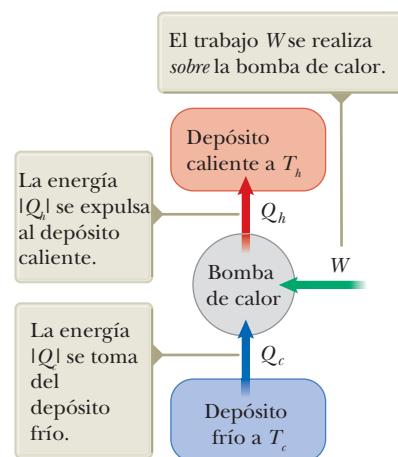 El trabajo W se realiza
sobre la bomba de calor.
Depósito
caliente a Th
La energía
|Qh| se expulsa
al depósito
caliente.
Qh
W
Bomba
de calor
La energía
|Qc| se toma
del
depósito
frío.
Qc
Depósito
frío a Tc